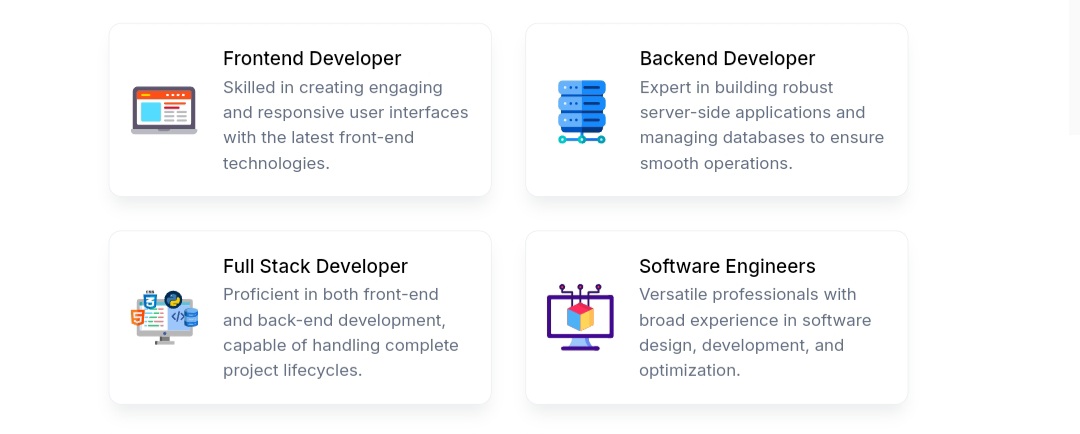 Frontend Developer
Skilled in creating engaging
and responsive user interfaces
with the latest front-end
technologies.
Backend Developer
Expert in building robust
server-side applications and
managing databases to ensure
smooth operations.
Full Stack Developer
Proficient in both front-end
and back-end development,
capable of handling complete
project lifecycles.
Software Engineers
Versatile professionals with
broad experience in software
design, development, and
optimization.